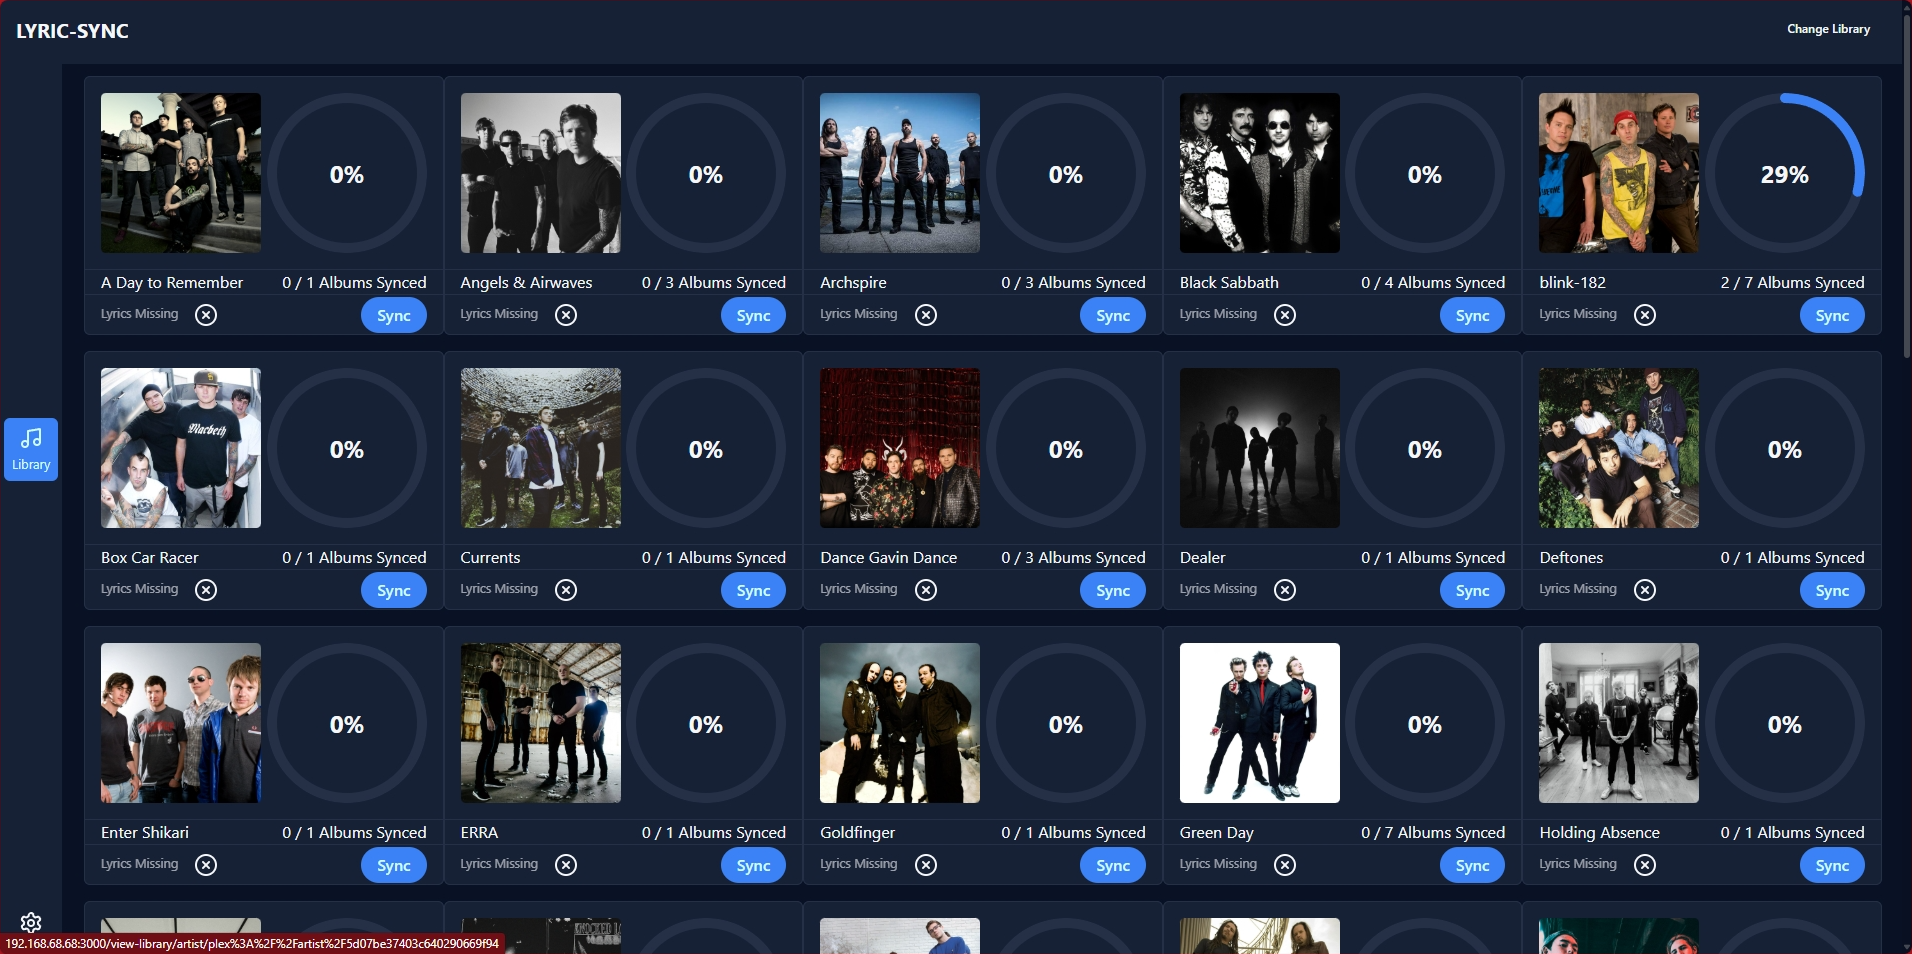 LYRIC-SYNC
Change Library
0%
0%
0%
0%
29%
A Day to Remember 0 / 1 Albums Synced
Angels & Airwaves 0 / 3 Albums Synced
Archspire 0 / 3 Albums Synced
Black Sabbath 0 / 4 Albums Synced
blink-182 2 / 7 Albums Synced
Lyrics Missing Sync
Lyrics Missing Sync
Lyrics Missing Sync
Lyrics Missing Sync
Lyrics Missing Sync
Macbeth
0%
0%
0%
0%
0%
Library
Box Car Racer 0 / 1 Albums Synced
Currents 0 / 1 Albums Synced
Dance Gavin Dance 0 / 3 Albums Synced
Dealer 0 / 1 Albums Synced
Deftones 0 / 1 Albums Synced
Lyrics Missing Sync
Lyrics Missing Sync
Lyrics Missing Sync
Lyrics Missing Sync
Lyrics Missing Sync
0%
0%
0%
0%
0%
Enter Shikari 0 / 1 Albums Synced
ERRA 0 / 1 Albums Synced
Goldfinger 0 / 1 Albums Synced
Green Day 0 / 7 Albums Synced
Holding Absence 0 / 1 Albums Synced
Lyrics Missing Sync
Lyrics Missing Sync
Lyrics Missing Sync
Lyrics Missing Sync
Lyrics Missing Sync
KNOCKED
192.168.68.68:3000/view-library/artist/plex%3A%2F%2Fartist%2F5d07be37403c640290669f94